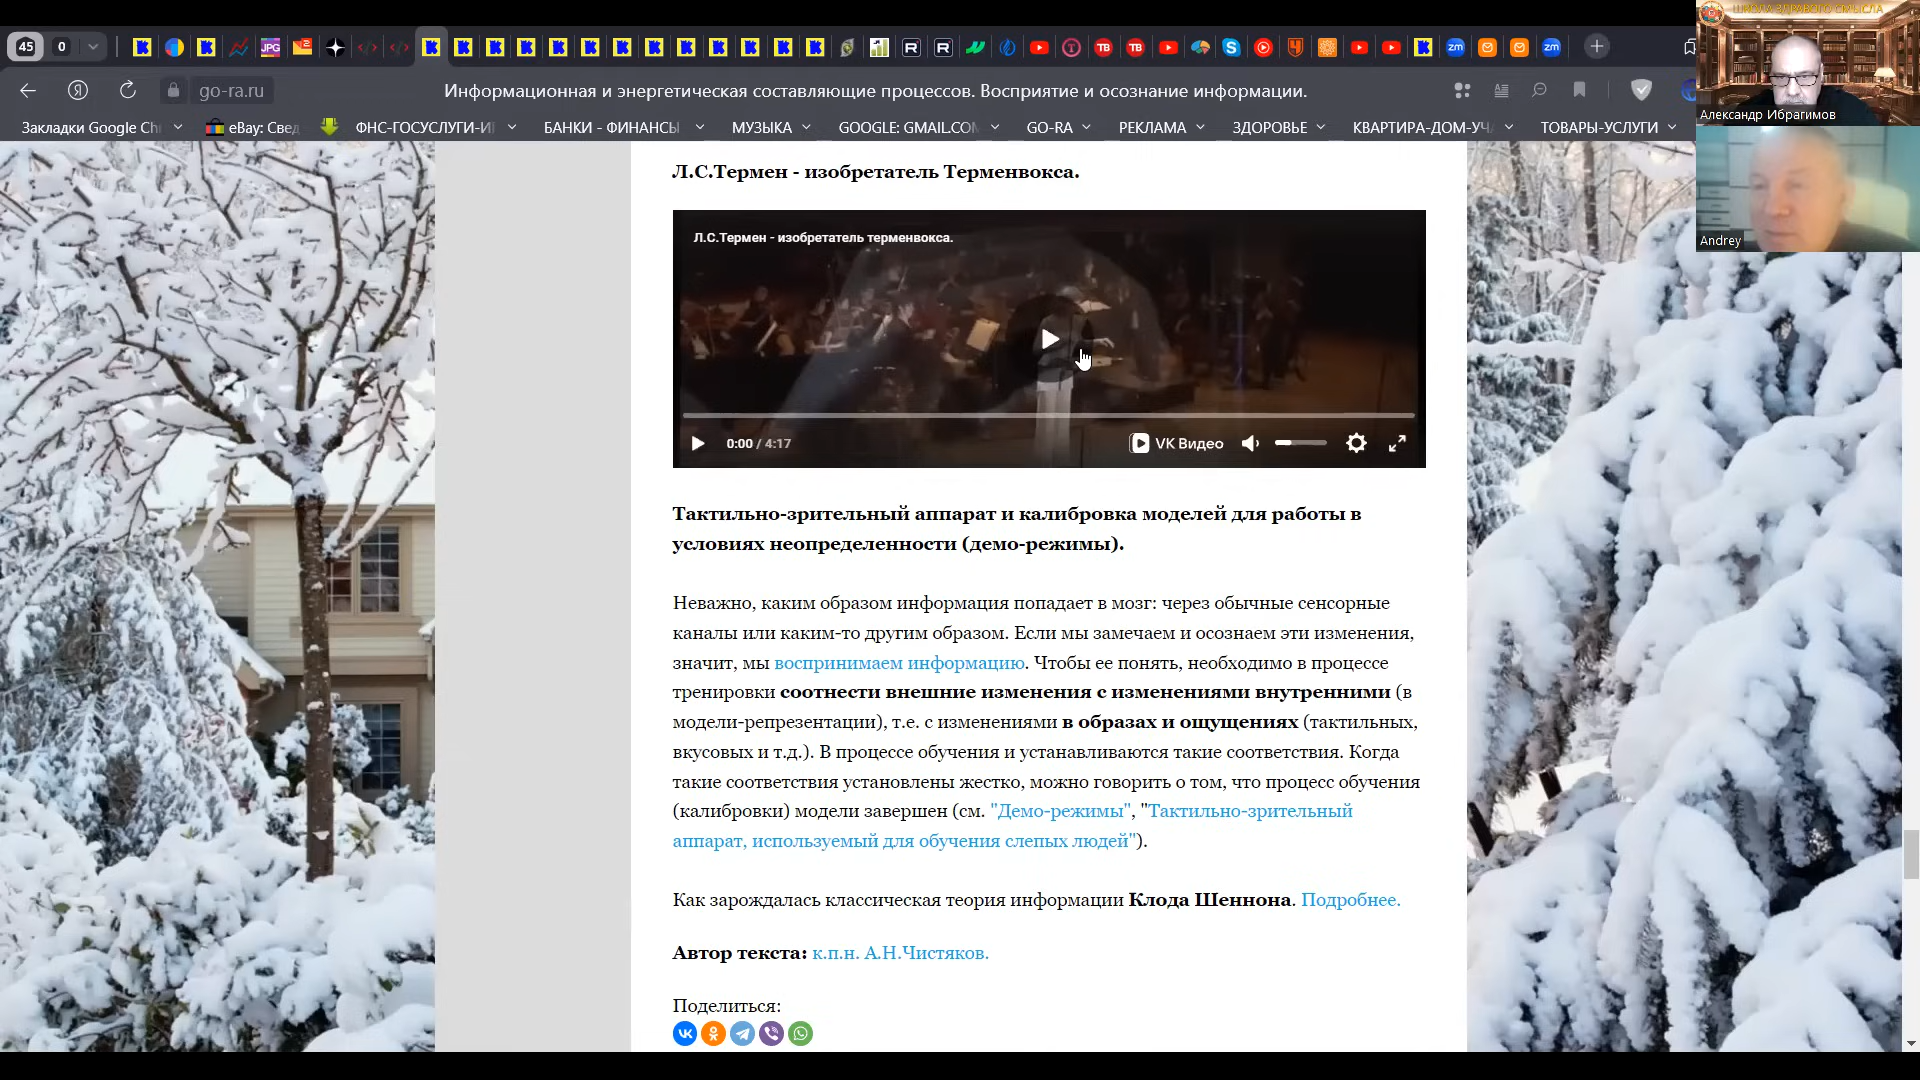 ШКОЛА ЗДРАВОГО СМЫСЛА
45
0
go-ra.ru
Информационная и энергетическая составляющие процессов. Восприятие и осознание информации.
Александр Ибрагимов
Закладки Google Ch
eBay: Свед
ФНС-ГОСУСЛУГИ-И
БАНКИ - ФИНАНСЫ
МУЗЫКА
GOOGLE: GMAIL.COM
GO-RA
РЕКЛАМА
ЗДОРОВЬЕ
КВАРТИРА-ДОМ-УЧ
ТОВАРЫ-УСЛУГИ
Andrey
Л.С.Термен - изобретатель Терменвокса.
Л.С.Термен - изобретатель терменвокса.
0:00 / 4:17
VK Видео
Тактильно-зрительный аппарат и калибровка моделей для работы в
условиях неопределенности (демо-режимы).
Неважно, каким образом информация попадает в мозг: через обычные сенсорные
каналы или каким-то другим образом. Если мы замечаем и осознаем эти изменения,
значит, мы воспринимаем информацию. Чтобы ее понять, необходимо в процессе
тренировки соотнести внешние изменения с изменениями внутренними (в
модели-репрезентации), т.е. с изменениями в образах и ощущениях (тактильных,
вкусовых и т.д.). В процессе обучения и устанавливаются такие соответствия. Когда
такие соответствия установлены жестко, можно говорить о том, что процесс обучения
(калибровки) модели завершен (см. "Демо-режимы", "Тактильно-зрительный
аппарат, используемый для обучения слепых людей").
Как зарождалась классическая теория информации Клода Шеннона. Подробнее.
Автор текста: к.п.н. А.Н.Чистяков.
Поделиться: